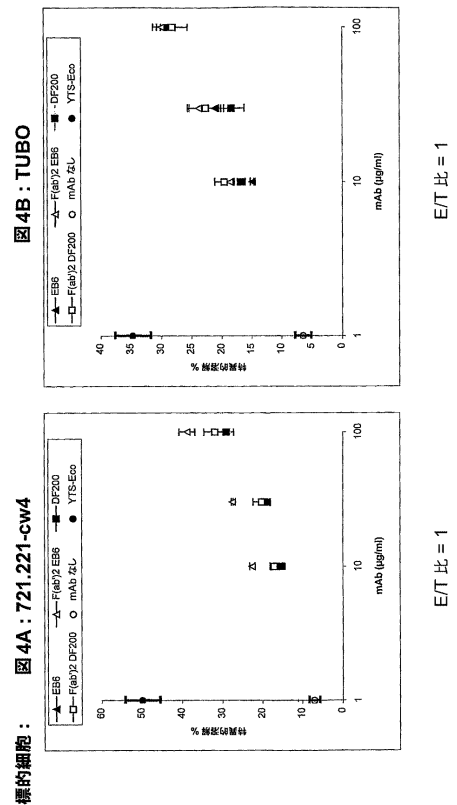 標的細胞：
図 4A : 721.221-cw4
EB6
F(ab')2 EB6
DF200
F(ab')2 DF200
mAb なし
YTS-Eco
特異的溶解 %
60
50
40
30
20
10
0
1
10
100
mAb (µg/ml)
E/T 比 = 1
図 4B : TUBO
EB6
F(ab')2 EB6
- DF200
F(ab')2 DF200
mAb なし
YTS-Eco
特異的溶解 %
40
35
30
25
20
15
10
5
0
1
10
100
mAb (µg/ml)
E/T 比 = 1